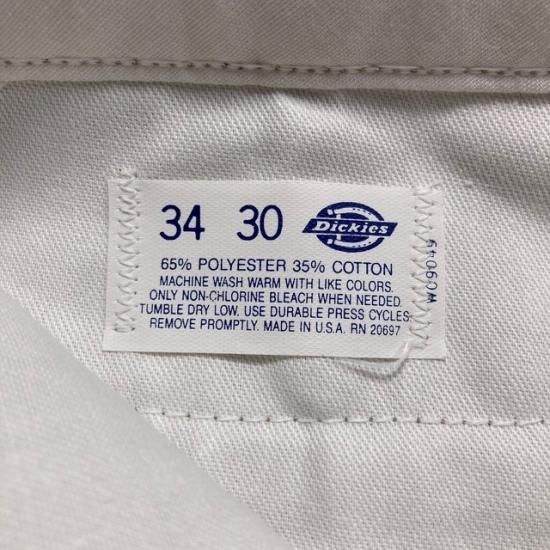 34 30 Dickies
65% POLYESTER 35% COTTON
MACHINE WASH WARM WITH LIKE COLORS.
ONLY NON-CHLORINE BLEACH WHEN NEEDED.
TUMBLE DRY LOW. USE DURABLE PRESS CYCLES.
REMOVE PROMPTLY. MADE IN U.S.A. RN 20697